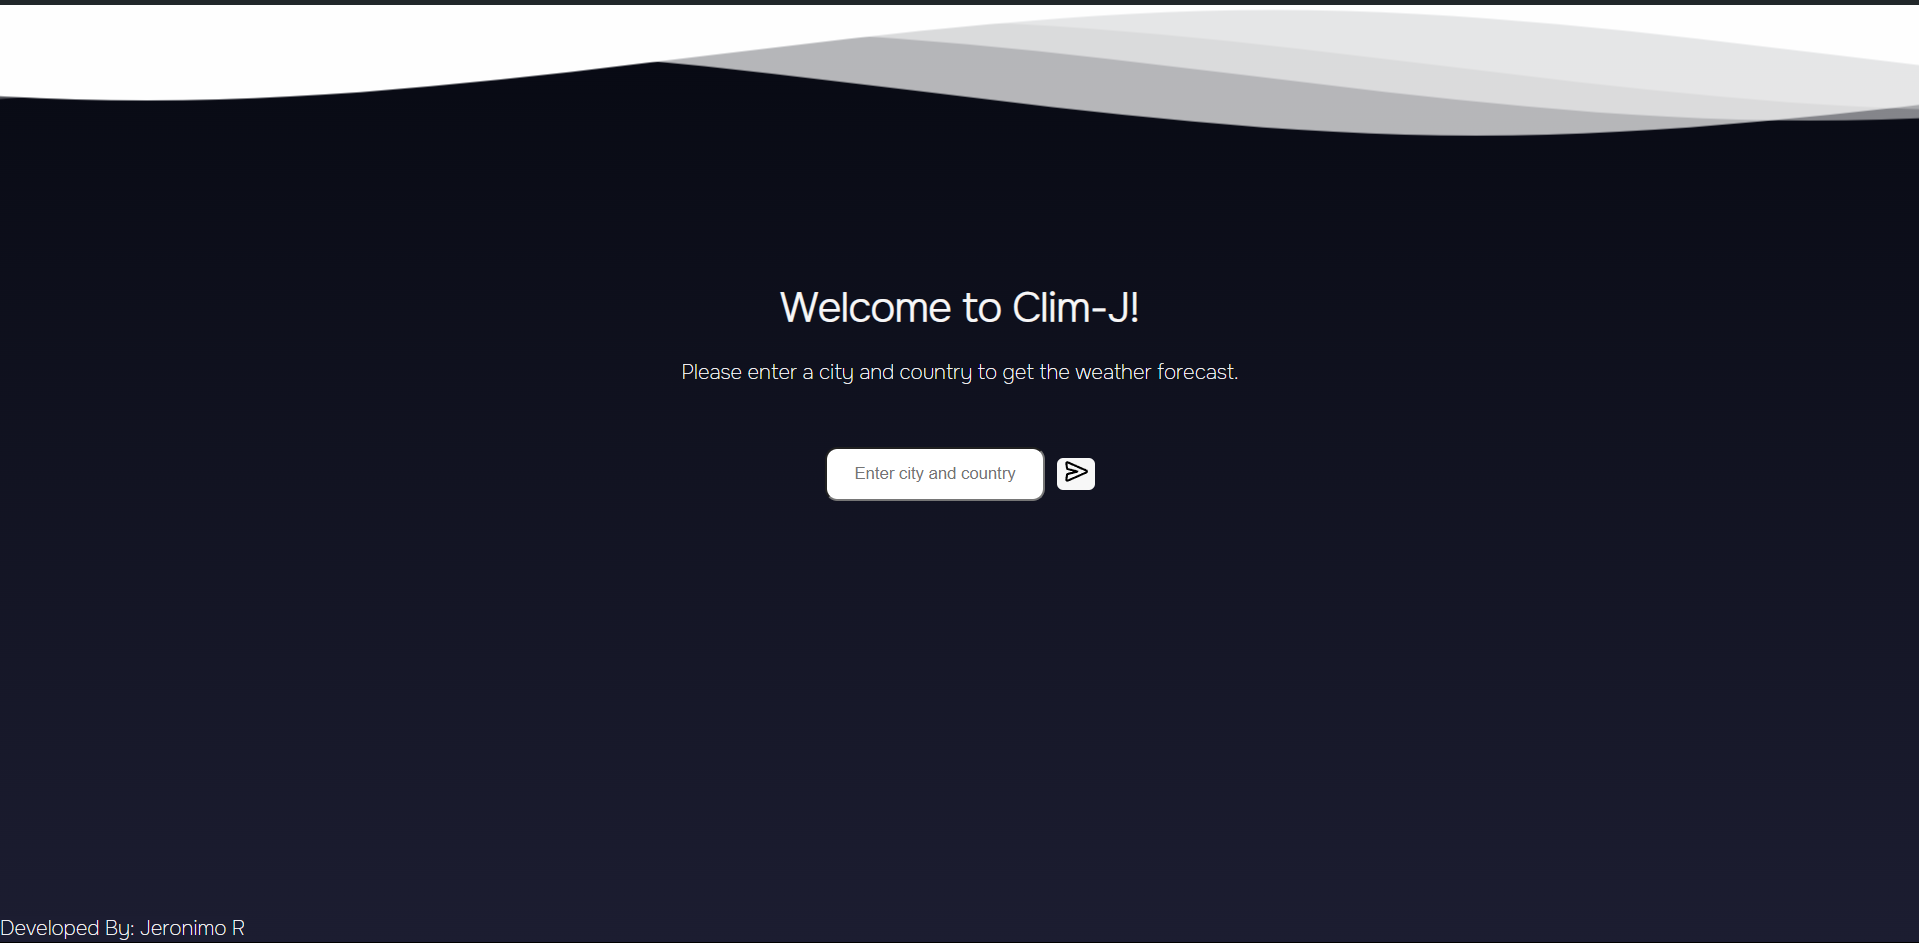 Welcome to Clim-J!
Please enter a city and country to get the weather forecast.
Enter city and country
Developed By: Jeronimo R